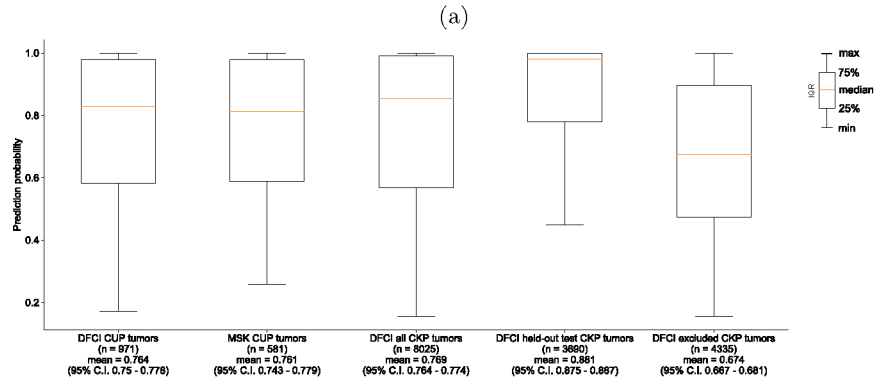 (a)
1.0
0.8
0.6
0.4
0.2
Prediction probability
max
75%
median
25%
min
IQR
DFCI CUP tumors
(n = 971)
mean = 0.764
(95% C.I. 0.75 - 0.778)
MSK CUP tumors
(n = 581)
mean = 0.761
(95% C.I. 0.743 - 0.779)
DFCI all CKP tumors
(n = 8025)
mean = 0.769
(95% C.I. 0.764 - 0.774)
DFCI held-out test CKP tumors
(n = 3690)
mean = 0.881
(95% C.I. 0.875 - 0.887)
DFCI excluded CKP tumors
(n = 4335)
mean = 0.674
(95% C.I. 0.667 - 0.681)